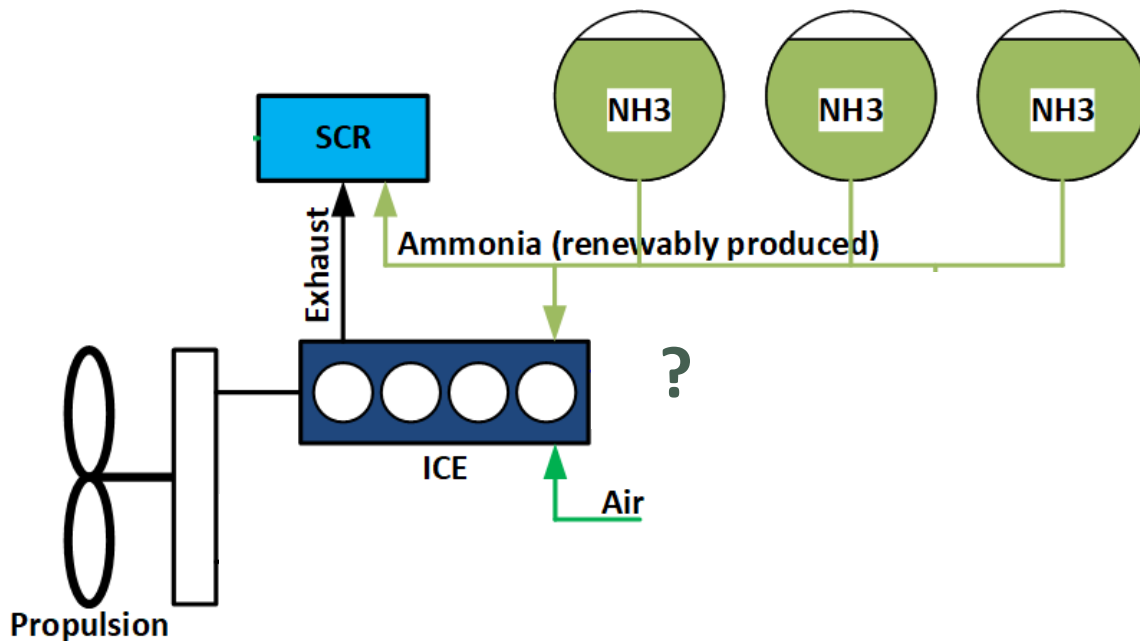 NH3
NH3
NH3
SCR
Exhaust
Ammonia (renewably produced)
?
ICE
Air
Propulsion